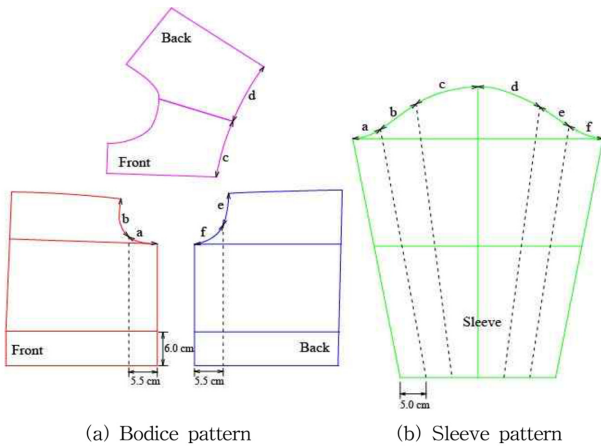 Back
d
Front
c
b
a
e
f
6.0 cm
Front
Back
5.5 cm
5.5 cm
(a) Bodice pattern
c
d
b
e
a
f
Sleeve
5.0 cm
(b) Sleeve pattern